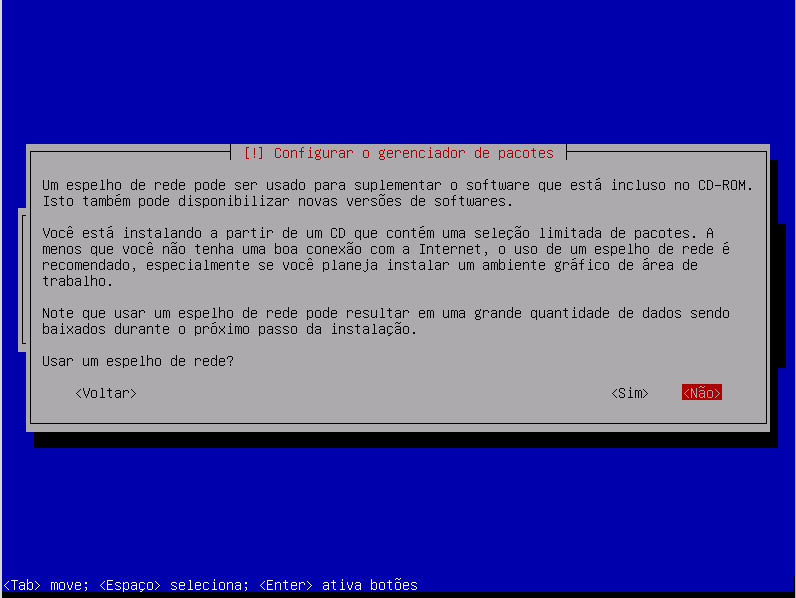 [!] Configurar o gerenciador de pacotes
Um espelho de rede pode ser usado para suplementar o software que está incluso no CD-ROM.
Isto também pode disponibilizar novas versões de softwares.
Você está instalando a partir de um CD que contém uma seleção limitada de pacotes. A
menos que você não tenha uma boa conexão com a Internet, o uso de um espelho de rede é
recomendado, especialmente se você planeja instalar um ambiente gráfico de área de
trabalho.
Note que usar um espelho de rede pode resultar em uma grande quantidade de dados sendo
baixados durante o próximo passo da instalação.
Usar um espelho de rede?
<Voltar> <Sim> <Não>
<Tab> move; <Espaço> seleciona; <Enter> ativa botões